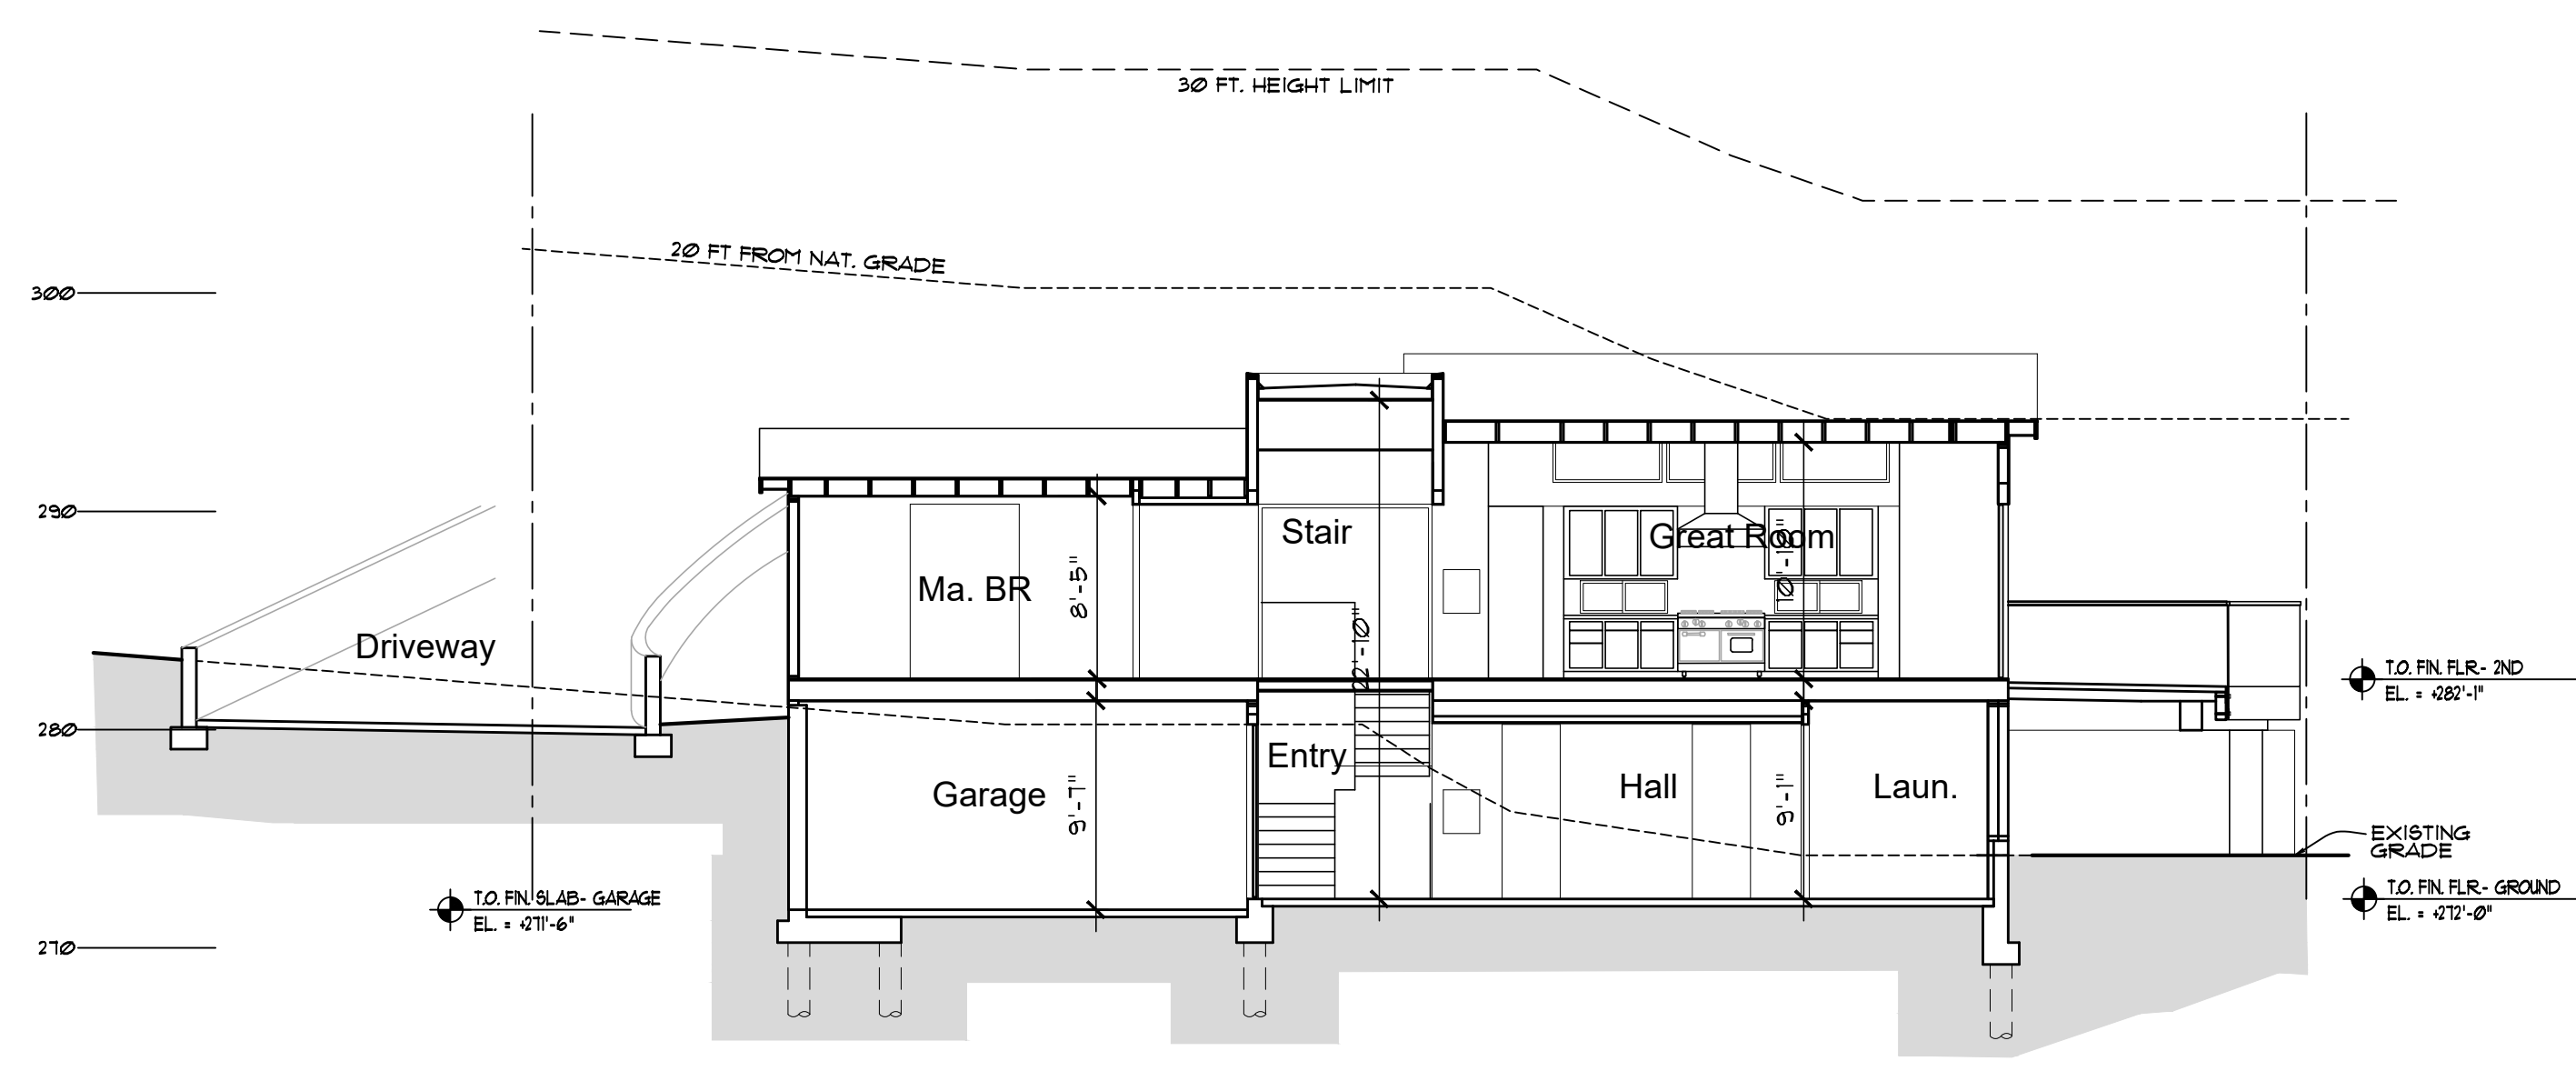 30 FT. HEIGHT LIMIT
20 FT FROM NAT. GRADE
300
290
280
270
Stair
Great Room
Ma. BR
8'-5"
10'-10"
22'-10"
Driveway
T.O. FIN. FLR.- 2ND
EL. = +282'-1"
Entry
Garage
9'-7"
Hall
9'-1"
Laun.
EXISTING
GRADE
T.O. FIN. SLAB- GARAGE
EL. = +271'-6"
T.O. FIN. FLR.- GROUND
EL. = +272'-0"